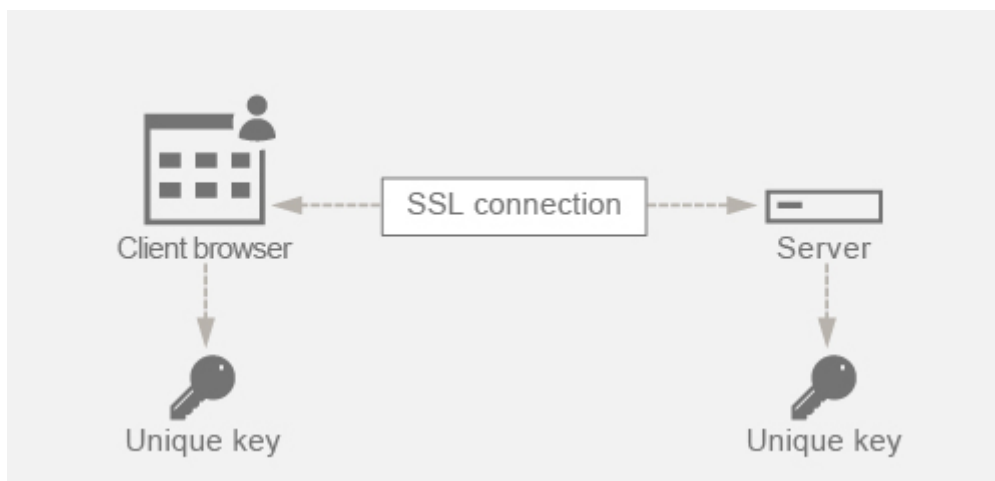 SSL connection
Client browser
Server
Unique key
Unique key